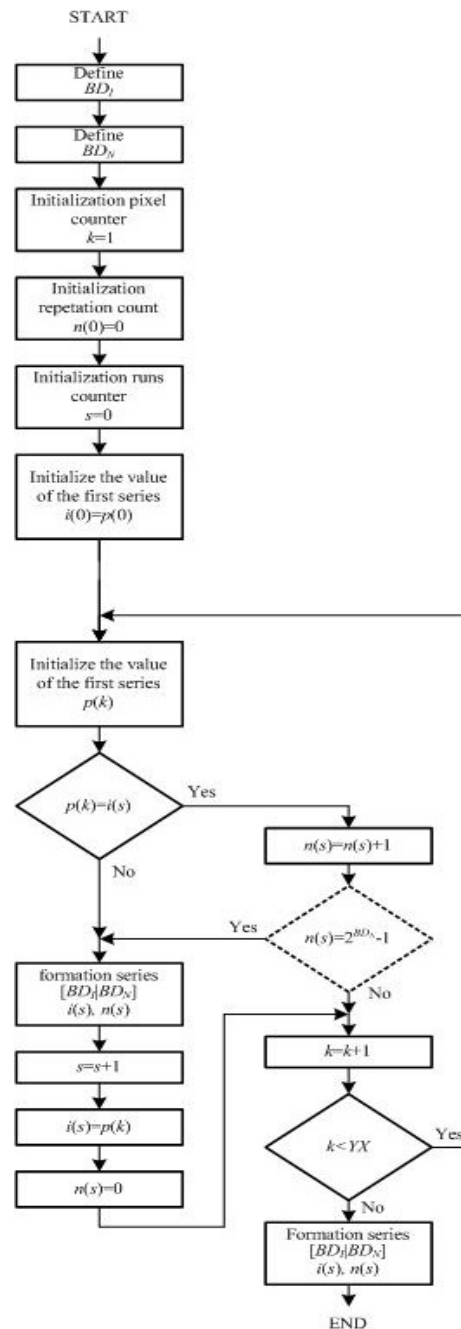 START
Define
BD_I
Define
BD_N
Initialization pixel
counter
k=1
Initialization
repetation count
n(0)=0
Initialization runs
counter
s=0
Initialize the value
of the first series
i(0)=p(0)
Initialize the value
of the first series
p(k)
p(k)=i(s)
Yes
No
n(s)=n(s)+1
n(s)=2^{BD_N}-1
Yes
No
formation series
[BD_I|BD_N]
i(s), n(s)
s=s+1
i(s)=p(k)
n(s)=0
k=k+1
k<YX
Yes
No
Formation series
[BD_I|BD_N]
i(s), n(s)
END